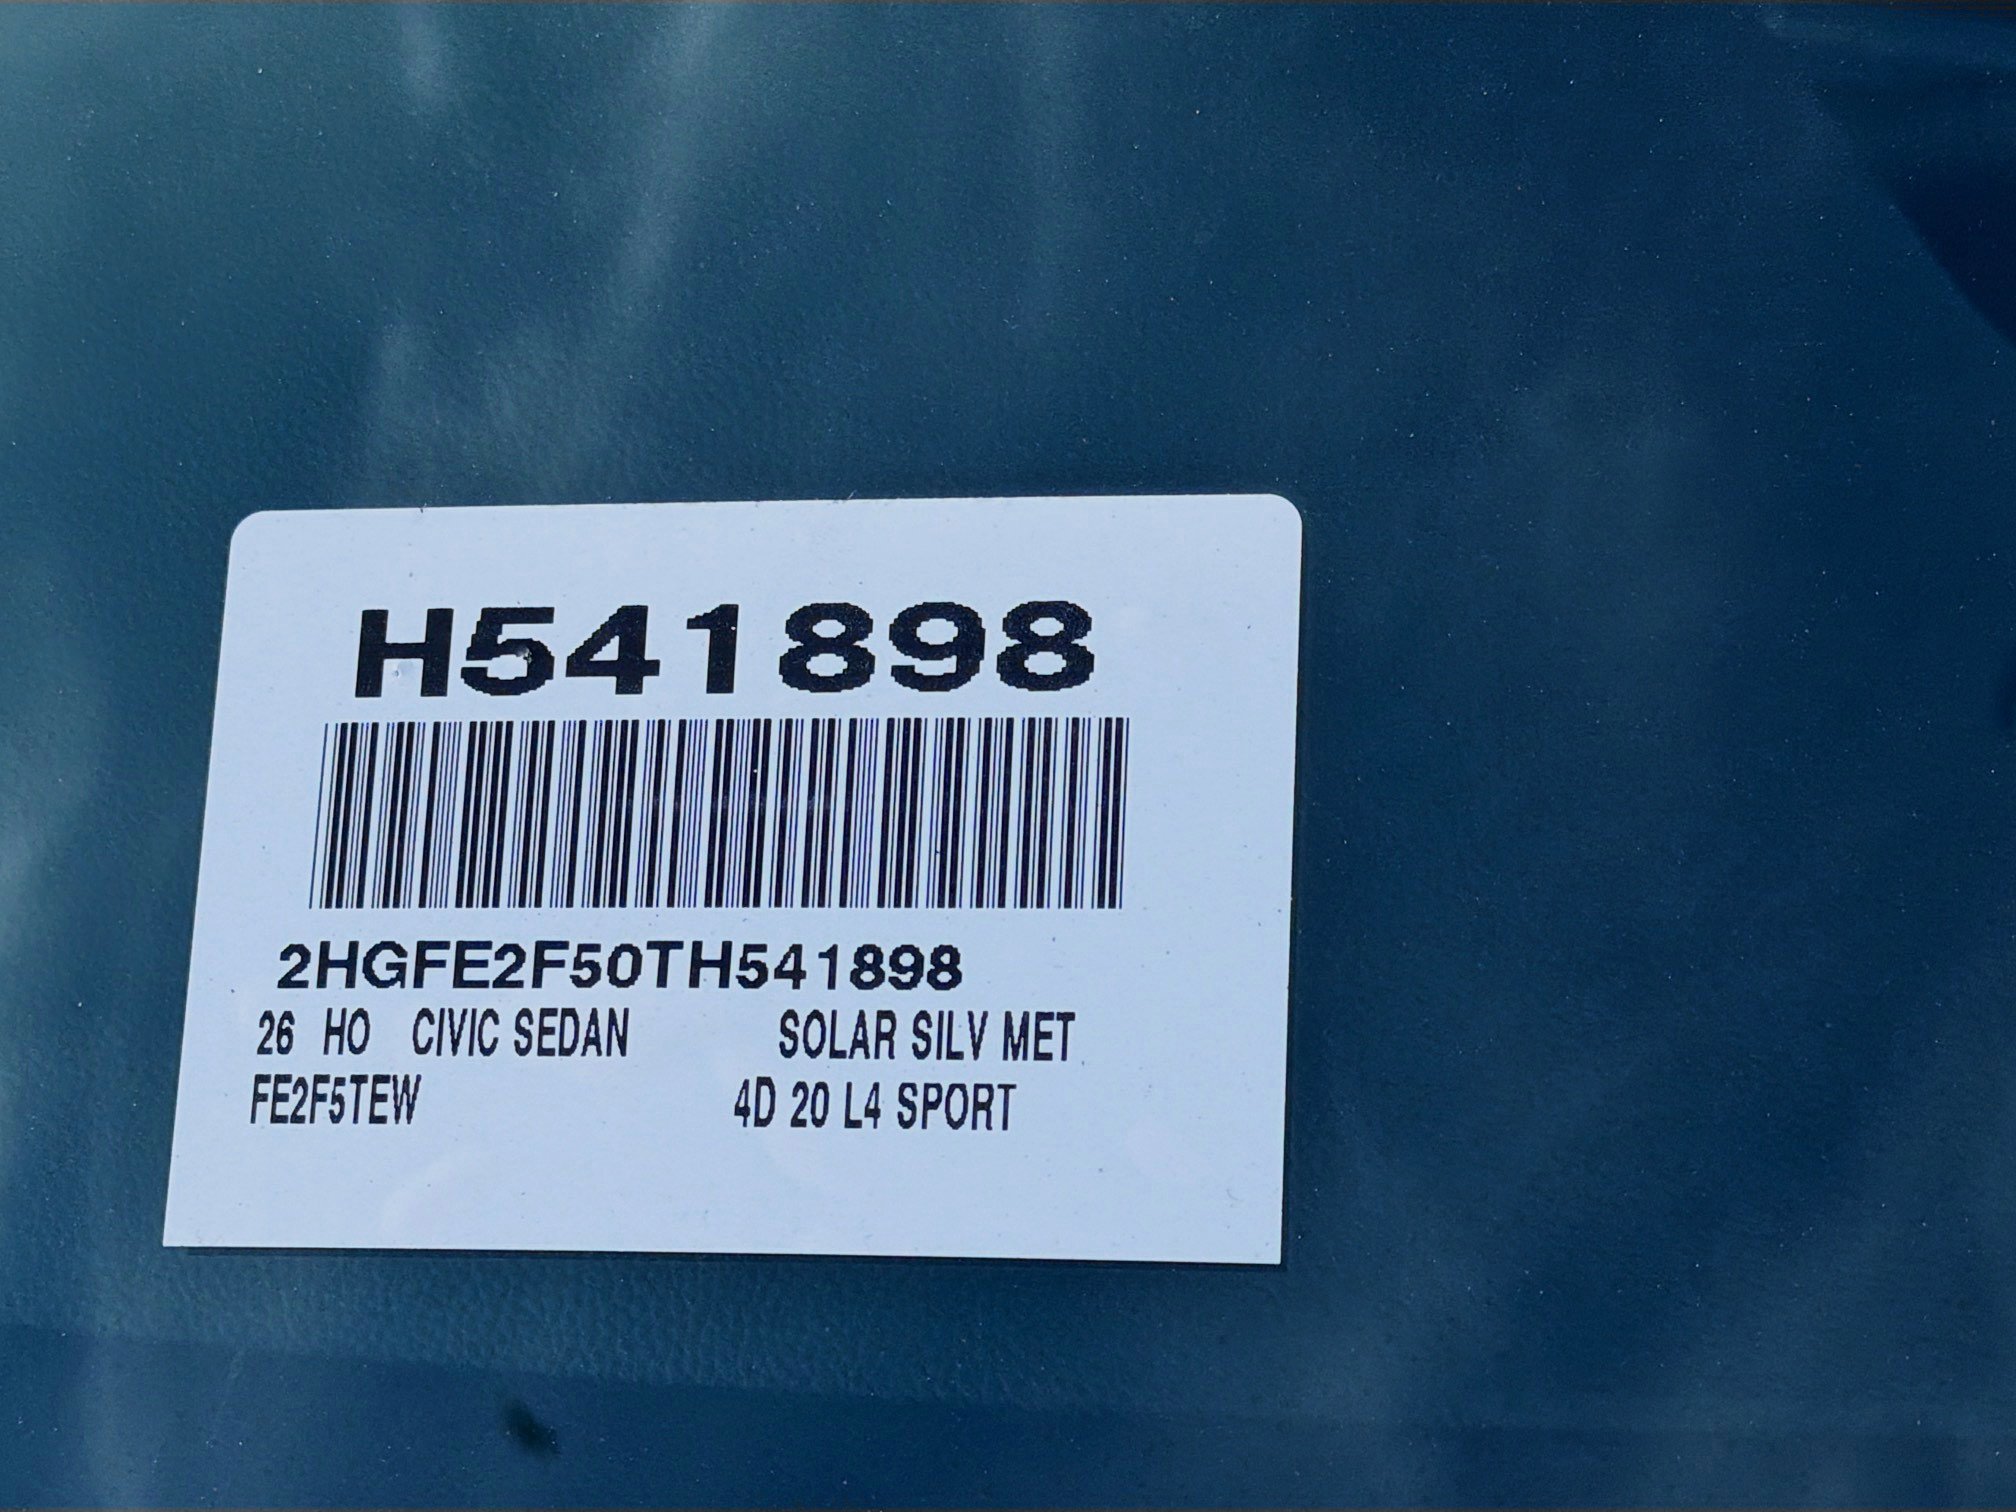 H541898
2HGFE2F50TH541898
26 HO CIVIC SEDAN SOLAR SILV MET
FE2F5TEW 4D 20 L4 SPORT